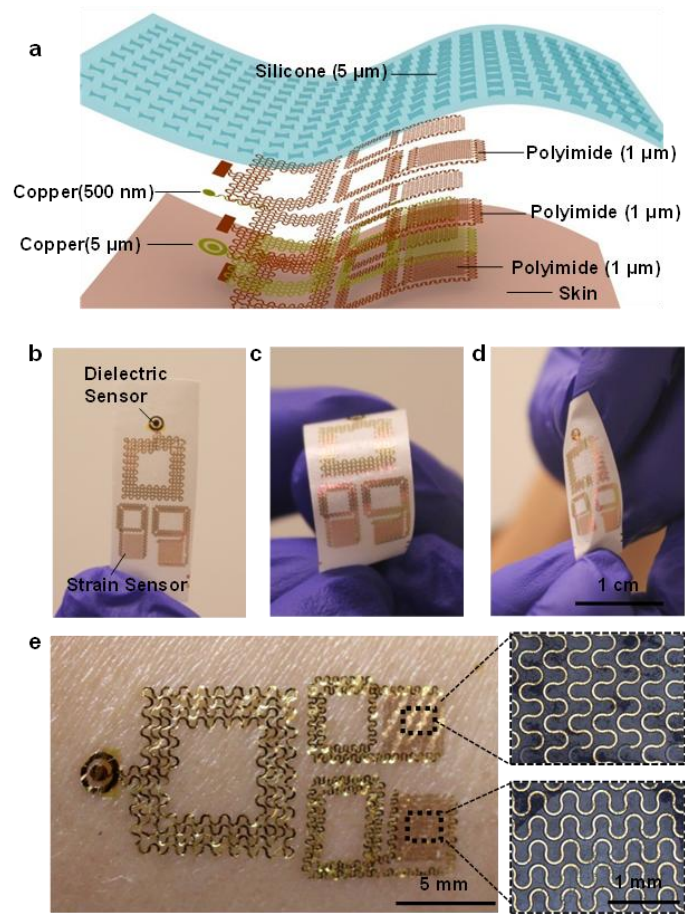 a
Silicone (5 µm)
Polyimide (1 µm)
Copper(500 nm)
Polyimide (1 µm)
Copper(5 µm)
Polyimide (1 µm)
Skin
b
c
d
Dielectric
Sensor
Strain Sensor
1 cm
e
5 mm
1 mm